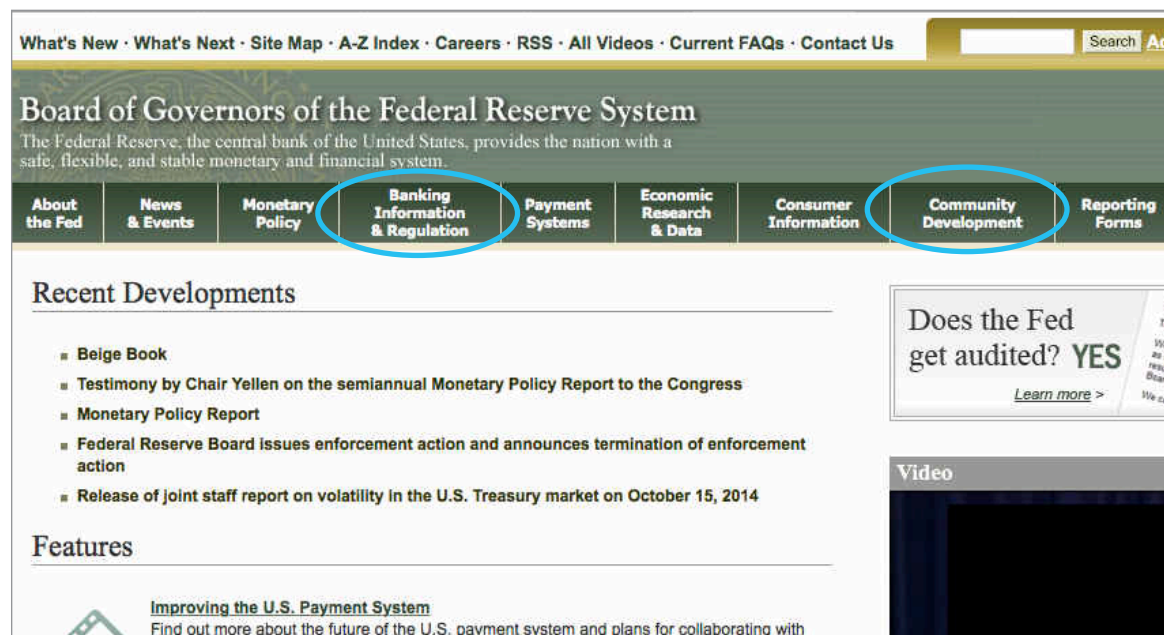 What's New · What's Next · Site Map · A-Z Index · Careers · RSS · All Videos · Current FAQs · Contact Us
Search
Board of Governors of the Federal Reserve System
The Federal Reserve, the central bank of the United States, provides the nation with a
safe, flexible, and stable monetary and financial system.
About
the Fed
News
& Events
Monetary
Policy
Banking
Information
& Regulation
Payment
Systems
Economic
Research
& Data
Consumer
Information
Community
Development
Reporting
Forms
Recent Developments
Beige Book
Testimony by Chair Yellen on the semiannual Monetary Policy Report to the Congress
Monetary Policy Report
Federal Reserve Board issues enforcement action and announces termination of enforcement
action
Release of joint staff report on volatility in the U.S. Treasury market on October 15, 2014
Does the Fed
get audited? YES
Learn more >
Video
Features
Improving the U.S. Payment System
Find out more about the future of the U.S. payment system and plans for collaborating with